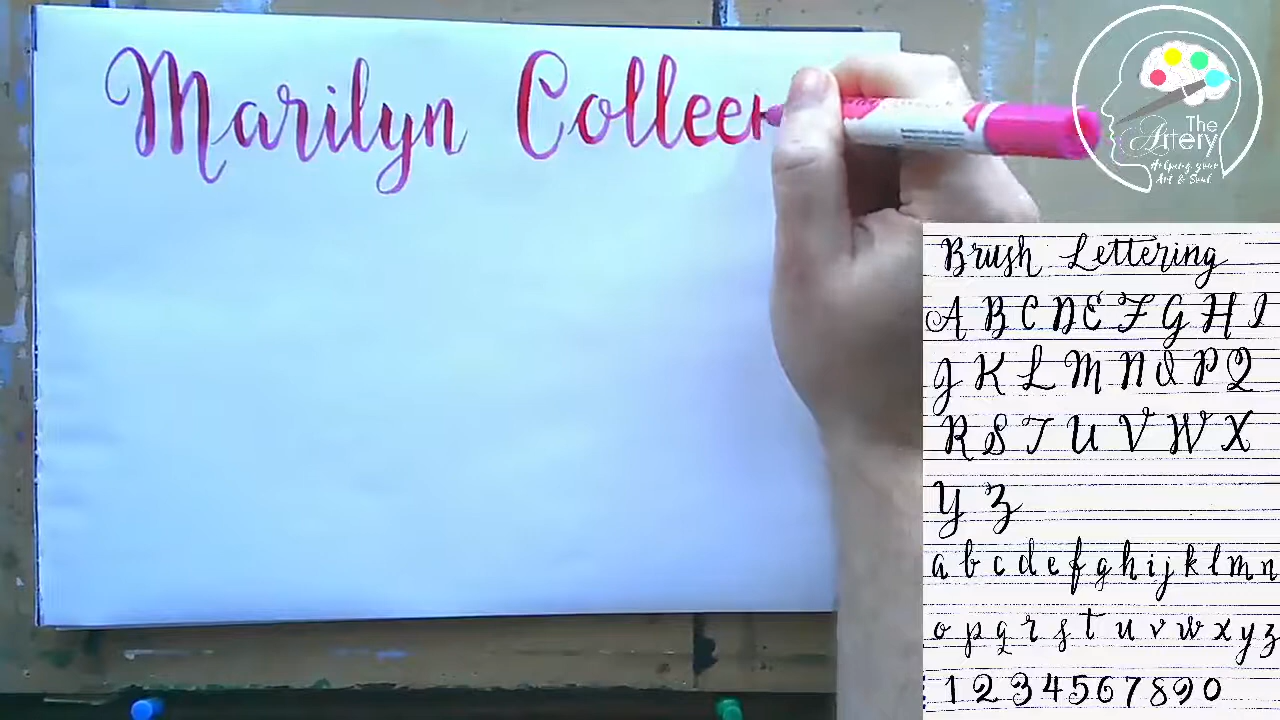 Marilyn Colleen
The Artery
Helping your
Art & Soul
Brush Lettering
A B C D E F G H I
J K L M N O P Q
R S T U V W X
Y Z
a b c d e f g h i j k l m n
o p q r s t u v w x y z
1 2 3 4 5 6 7 8 9 0